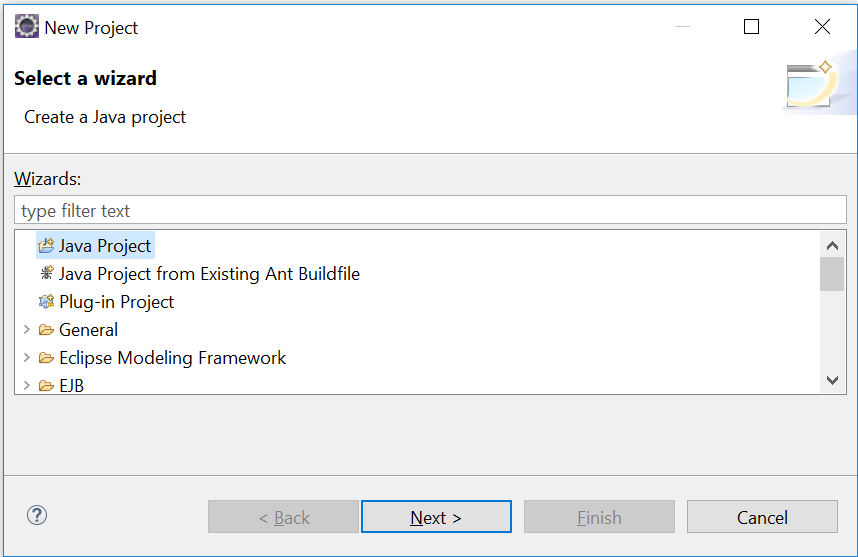 New Project
Select a wizard
Create a Java project
Wizards:
type filter text
Java Project
Java Project from Existing Ant Buildfile
Plug-in Project
General
Eclipse Modeling Framework
EJB
? < Back Next > Finish Cancel